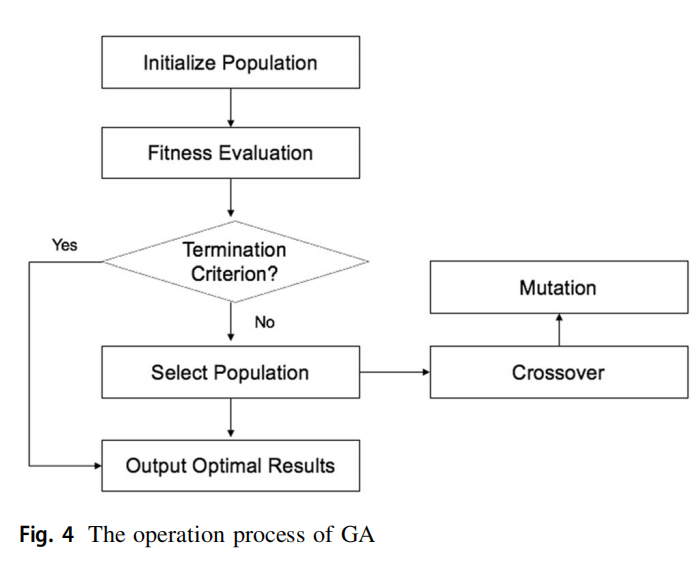 Initialize Population
Fitness Evaluation
Yes
Termination
Criterion?
Mutation
No
Select Population
Crossover
Output Optimal Results
Fig. 4 The operation process of GA